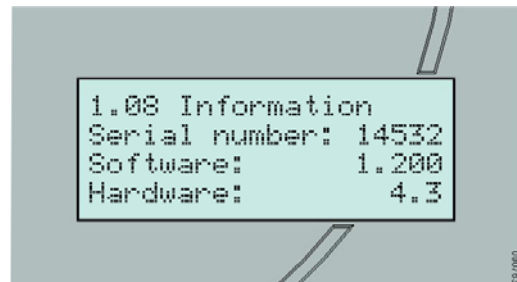 1.08 Information
Serial number: 14532
Software: 1.200
Hardware: 4.3